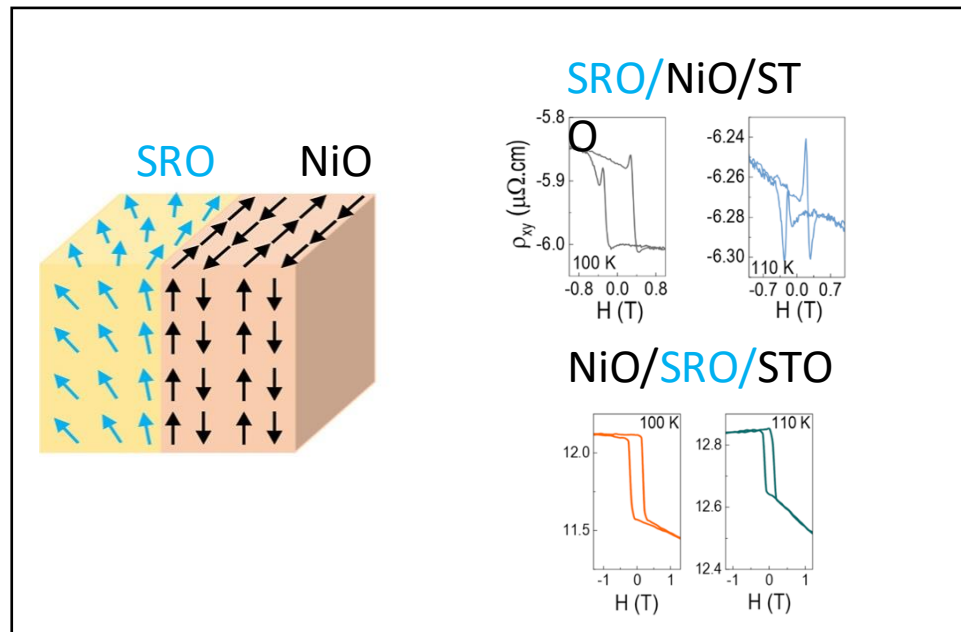 SRO NiO
SRO/NiO/ST
O
-5.8
-5.9
-6.0
ρxy (μΩ.cm)
100 K
-0.8 0.0 0.8
H (T)
-6.24
-6.26
-6.28
-6.30
110 K
-0.7 0.0 0.7
H (T)
NiO/SRO/STO
12.0
11.5
100 K
-1 0 1
H (T)
12.8
12.6
12.4
110 K
-1 0 1
H (T)